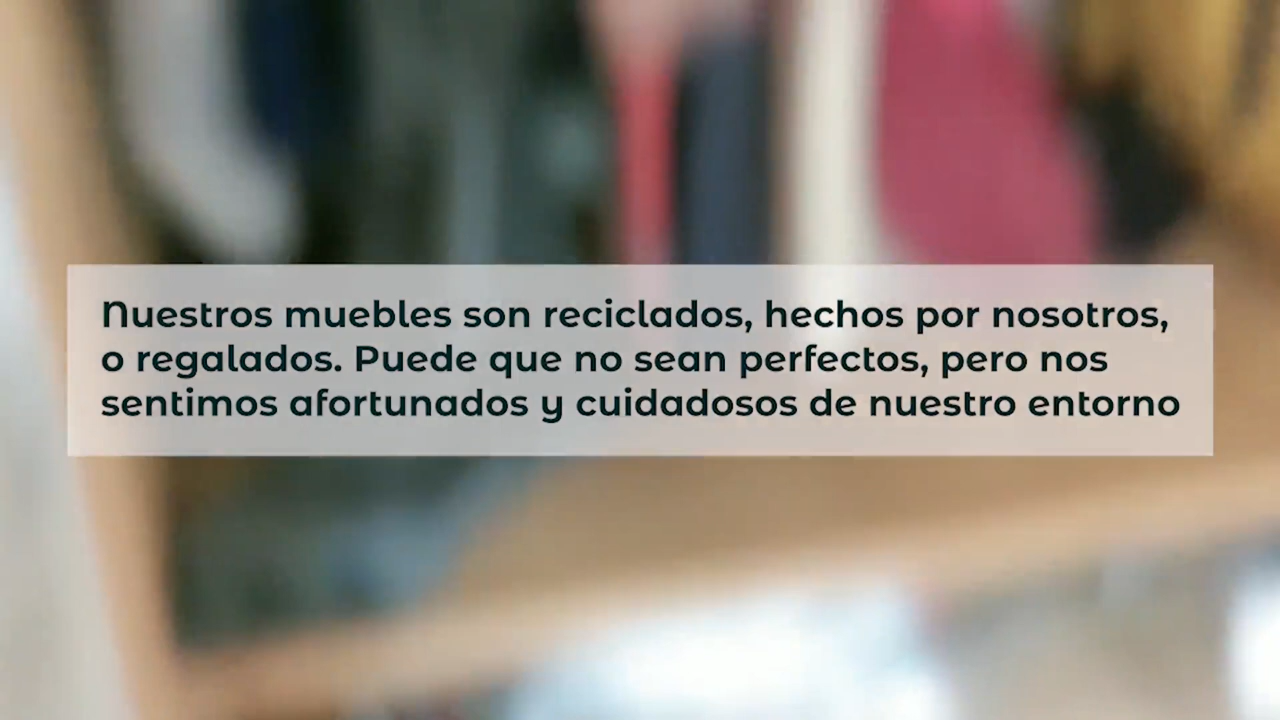 Nuestros muebles son reciclados, hechos por nosotros,
o regalados. Puede que no sean perfectos, pero nos
sentimos afortunados y cuidadosos de nuestro entorno